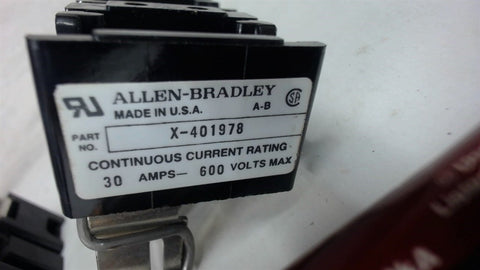 ALLEN-BRADLEY
MADE IN U.S.A. A-B
PART NO. X-401978
CONTINUOUS CURRENT RATING
30 AMPS— 600 VOLTS MAX